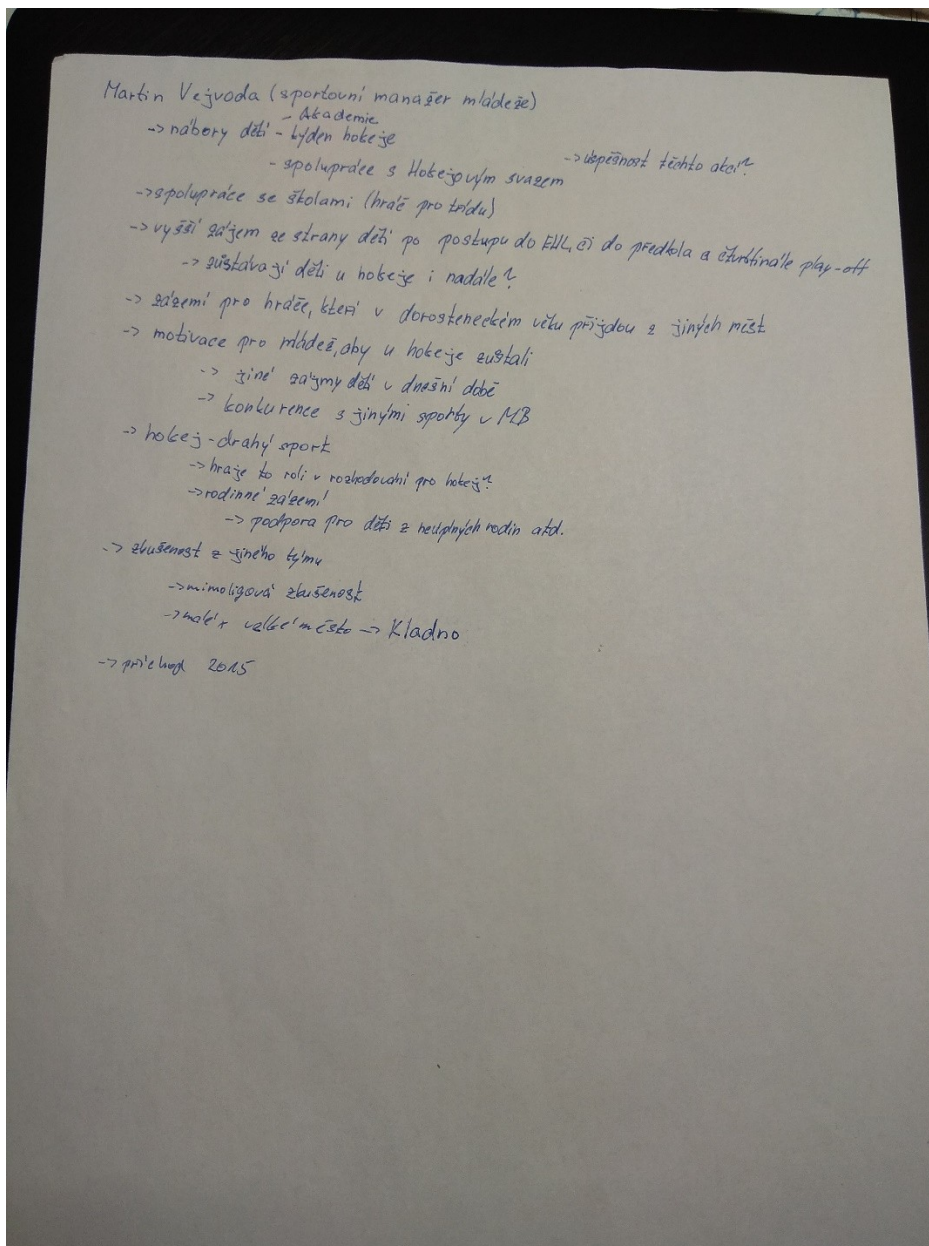 Martin Vejvoda (sportovní manažer mládeže)
- Akademie
-> nábory dětí - týden hokeje
- spolupráce s Hokejovým svazem -> úspěšnost těchto akcí?
-> spolupráce se školami (hráč pro třídu)
-> vyšší zájem ze strany dětí po postupu do EHL, či do předkola a čtvrtfinále play-off
-> zůstávají děti u hokeje i nadále?
-> zázemí pro hráče, kteří v dorosteneckém věku přijdou z jiných měst
-> motivace pro mládež, aby u hokeje zůstali
-> jiné zájmy dětí v dnešní době
-> konkurence s jinými sporty v MB
-> hokej - drahý sport
-> hraje to roli v rozhodování pro hokej?
-> rodinné zázemí
-> podpora pro děti z neúplných rodin atd.
-> zkušenost z jiného týmu
-> mimoligová zkušenost
-> malé x velké město -> Kladno
-> příchod 2015